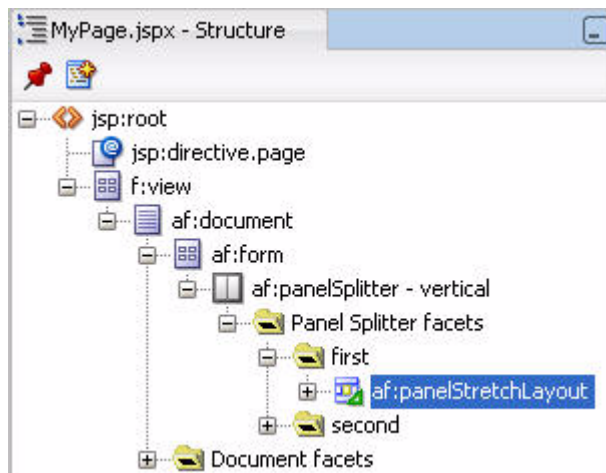 MyPage.jspx - Structure
jsp:root
jsp:directive.page
f:view
af:document
af:form
af:panelSplitter - vertical
Panel Splitter facets
first
af:panelStretchLayout
second
Document facets